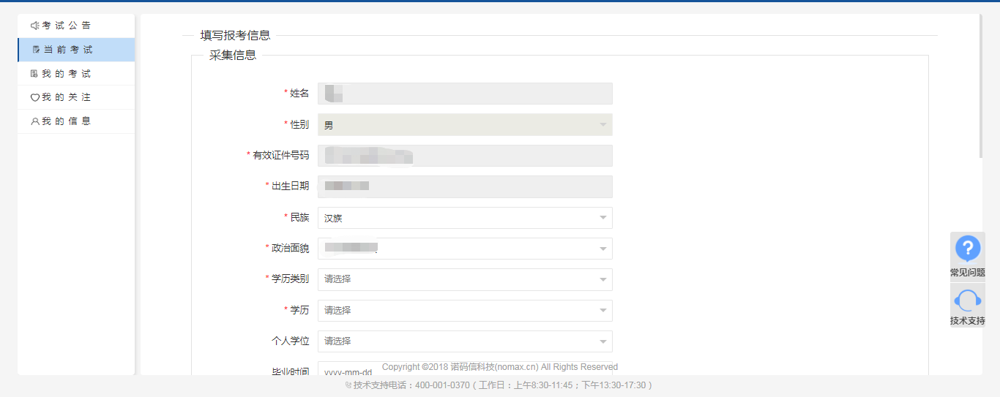 考试公告
当前考试
我的考试
我的关注
我的信息
填写报考信息
采集信息
* 姓名
* 性别 男
* 有效证件号码
* 出生日期
* 民族 汉族
* 政治面貌
* 学历类别 请选择
* 学历 请选择
个人学位 请选择
毕业时间 yyyy-mm-dd
常见问题
技术支持
Copyright ©2018 诺码信科技(nomax.cn) All Rights Reserved
技术支持电话：400-001-0370（工作日：上午8:30-11:45；下午13:30-17:30）